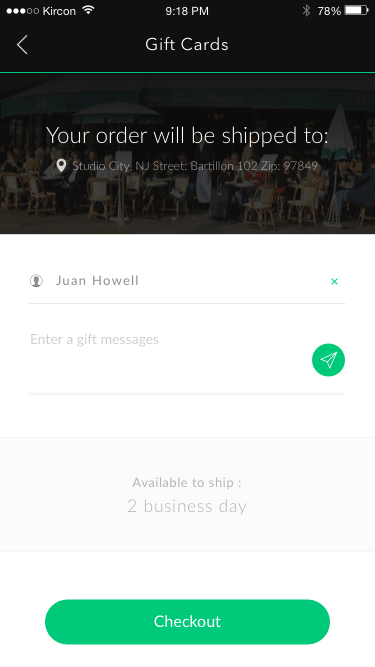 Kircon 9:18 PM 78%
Gift Cards
Your order will be shipped to:
Studio City, NJ Street: Bartillon 102 Zip: 97849
Juan Howell ×
Enter a gift messages
Available to ship :
2 business day
Checkout